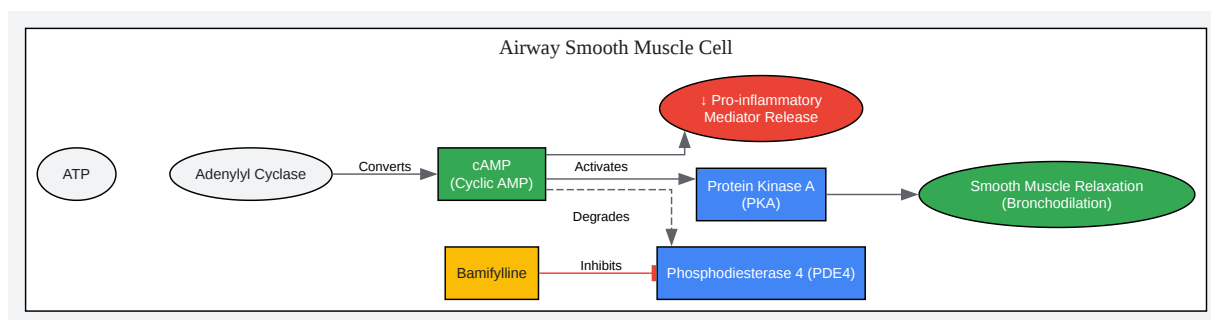 Airway Smooth Muscle Cell
↓ Pro-inflammatory
Mediator Release
ATP
Adenylyl Cyclase
Converts
cAMP
(Cyclic AMP)
Activates
Protein Kinase A
(PKA)
Smooth Muscle Relaxation
(Bronchodilation)
Degrades
Bamifylline
Inhibits
Phosphodiesterase 4 (PDE4)